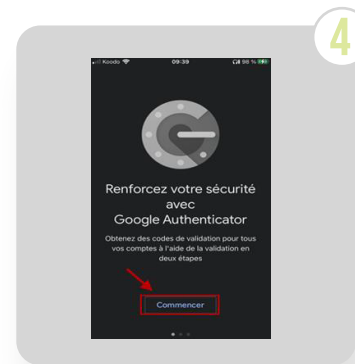 4
Koodo 09:39 98 %
Renforcez votre sécurité
avec
Google Authenticator
Obtenez des codes de validation pour tous
vos comptes à l'aide de la validation en
deux étapes
Commencer